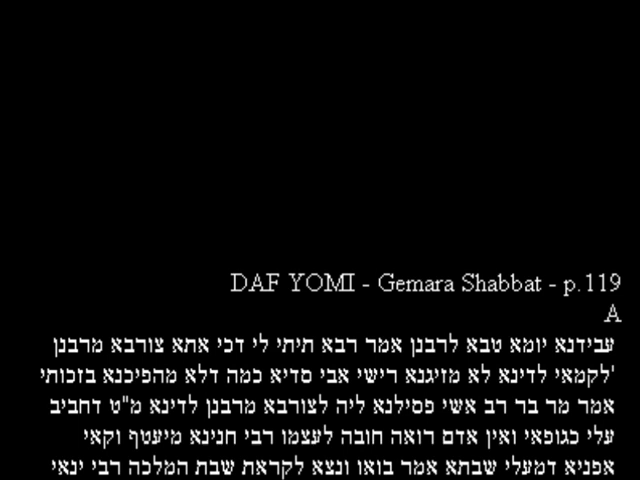 DAF YOMI - Gemara Shabbat - p.119
A
עבידנא יומא טבא לרבנן אמר רבא תיתי לי דכי אתא צורבא מרבנן
לקמאי לדינא לא מזיגנא רישי אבי סדיא כמה דלא מהפיכנא בזכותי'
אמר מר בר רב אשי פסילנא ליה לצורבא מרבנן לדינא מ"ט דחביב
עלי כגופאי ואין אדם רואה חובה לעצמו רבי חנינא מיעטף וקאי
אפניא דמעלי שבתא אמר בואו ונצא לקראת שבת המלכה רבי ינאי